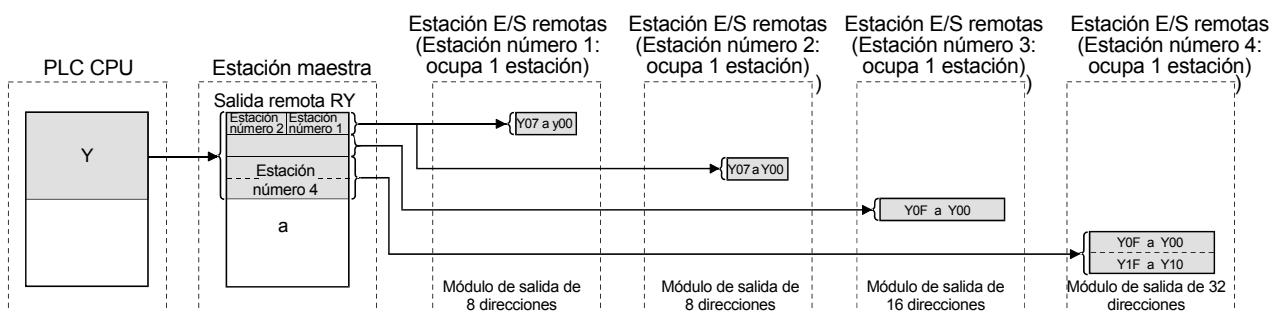 PLC CPU
Y
Estación maestra
Salida remota RY
Estación número 2
Estación número 1
Estación
número 4
a
Estación E/S remotas
(Estación número 1:
ocupa 1 estación)
Y07 a y00
Módulo de salida de
8 direcciones
Estación E/S remotas
(Estación número 2:
ocupa 1 estación)
)
Y07 a Y00
Módulo de salida de
8 direcciones
Estación E/S remotas
(Estación número 3:
ocupa 1 estación)
)
Y0F a Y00
Módulo de salida de
16 direcciones
Estación E/S remotas
(Estación número 4:
ocupa 1 estación)
)
Y0F a Y00
Y1F a Y10
Módulo de salida de 32
direcciones